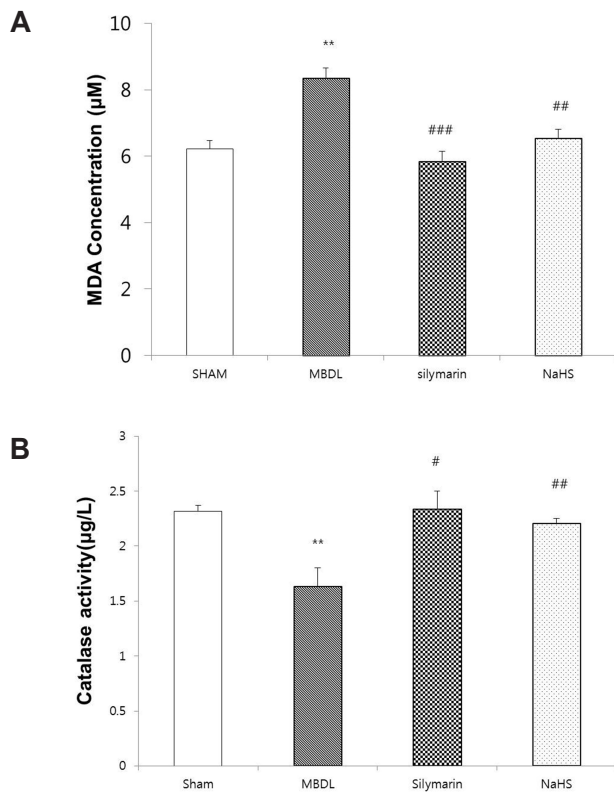 A
MDA Concentration (µM)
10
8
6
4
2
0
**
###
##
SHAM
MBDL
silymarin
NaHS
B
Catalase activity(µg/L)
3
2.5
2
1.5
1
0.5
0
**
#
##
Sham
MBDL
Silymarin
NaHS